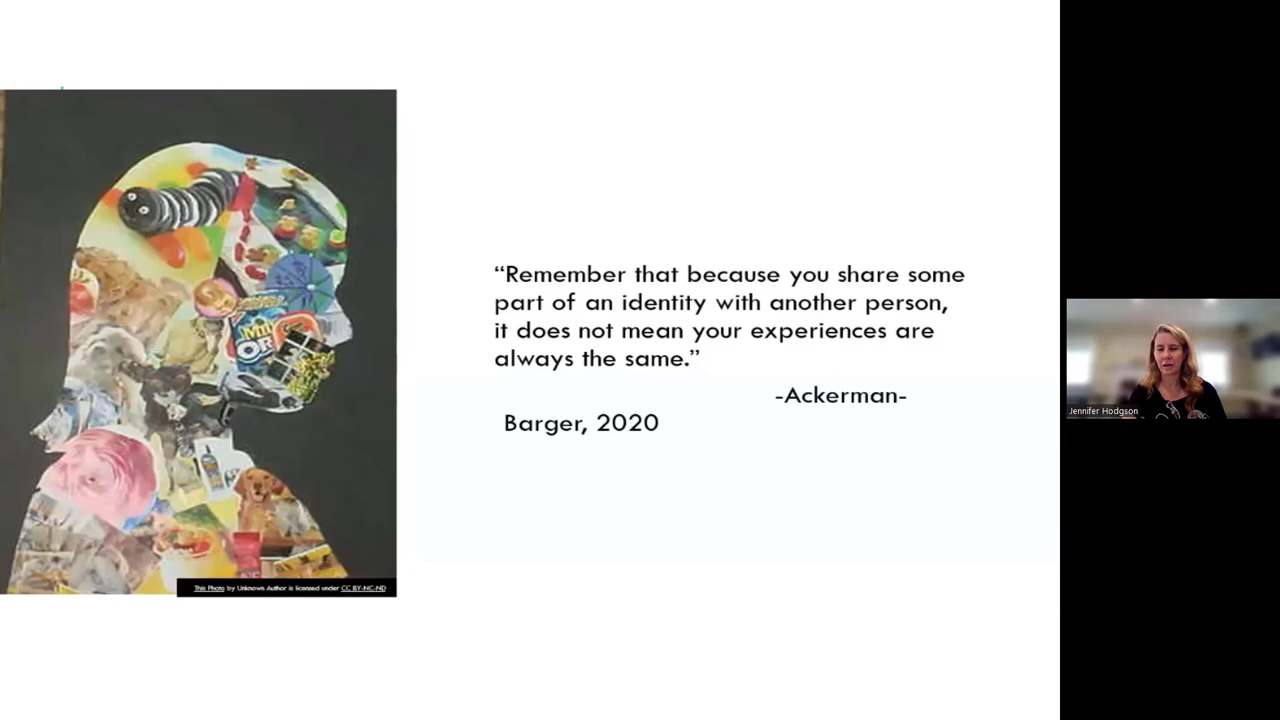 “Remember that because you share some
part of an identity with another person,
it does not mean your experiences are
always the same.”
-Ackerman-
Barger, 2020
This Photo by Unknown Author is licensed under CC BY-NC-ND
Jennifer Hodgson